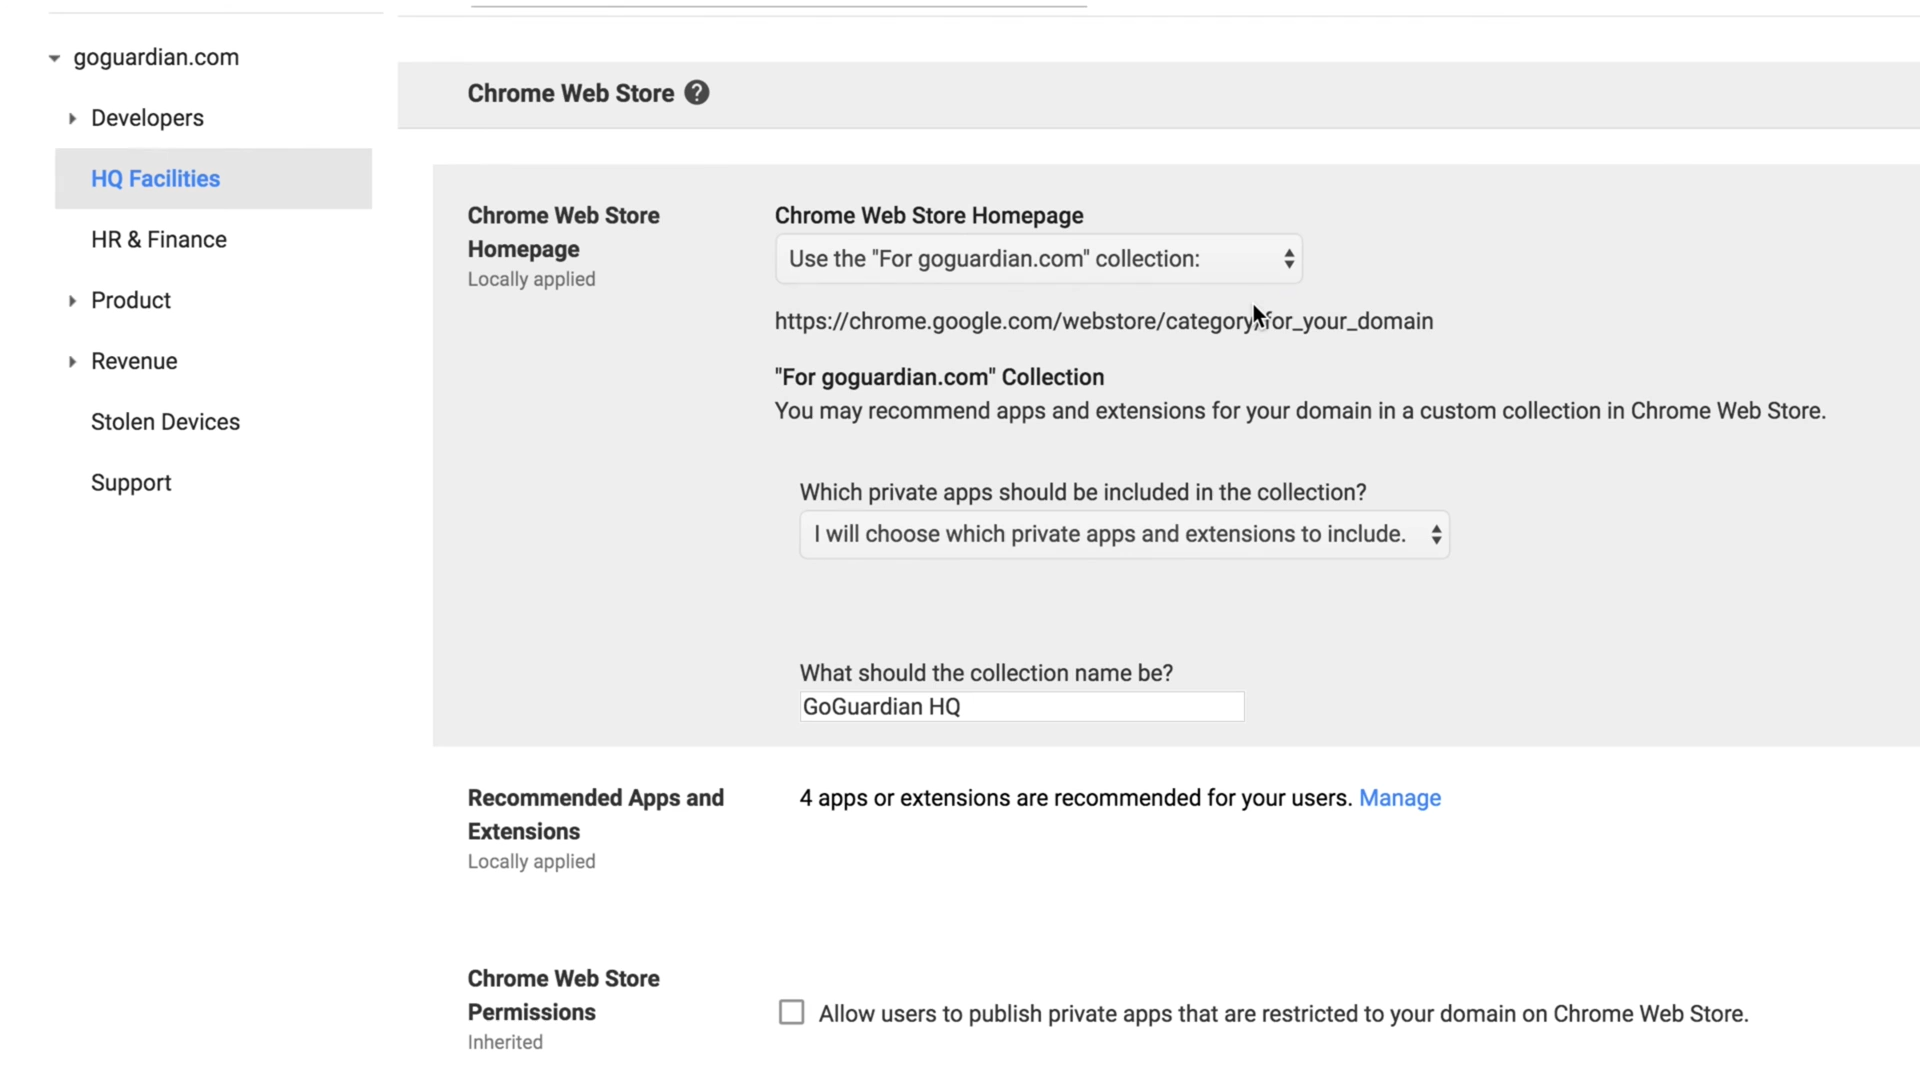 goguardian.com
Developers
HQ Facilities
HR & Finance
Product
Revenue
Stolen Devices
Support
Chrome Web Store ?
Chrome Web Store
Homepage
Locally applied
Chrome Web Store Homepage
Use the "For goguardian.com" collection:
https://chrome.google.com/webstore/category/for_your_domain
"For goguardian.com" Collection
You may recommend apps and extensions for your domain in a custom collection in Chrome Web Store.
Which private apps should be included in the collection?
I will choose which private apps and extensions to include.
What should the collection name be?
GoGuardian HQ
Recommended Apps and
Extensions
Locally applied
4 apps or extensions are recommended for your users. Manage
Chrome Web Store
Permissions
Inherited
Allow users to publish private apps that are restricted to your domain on Chrome Web Store.